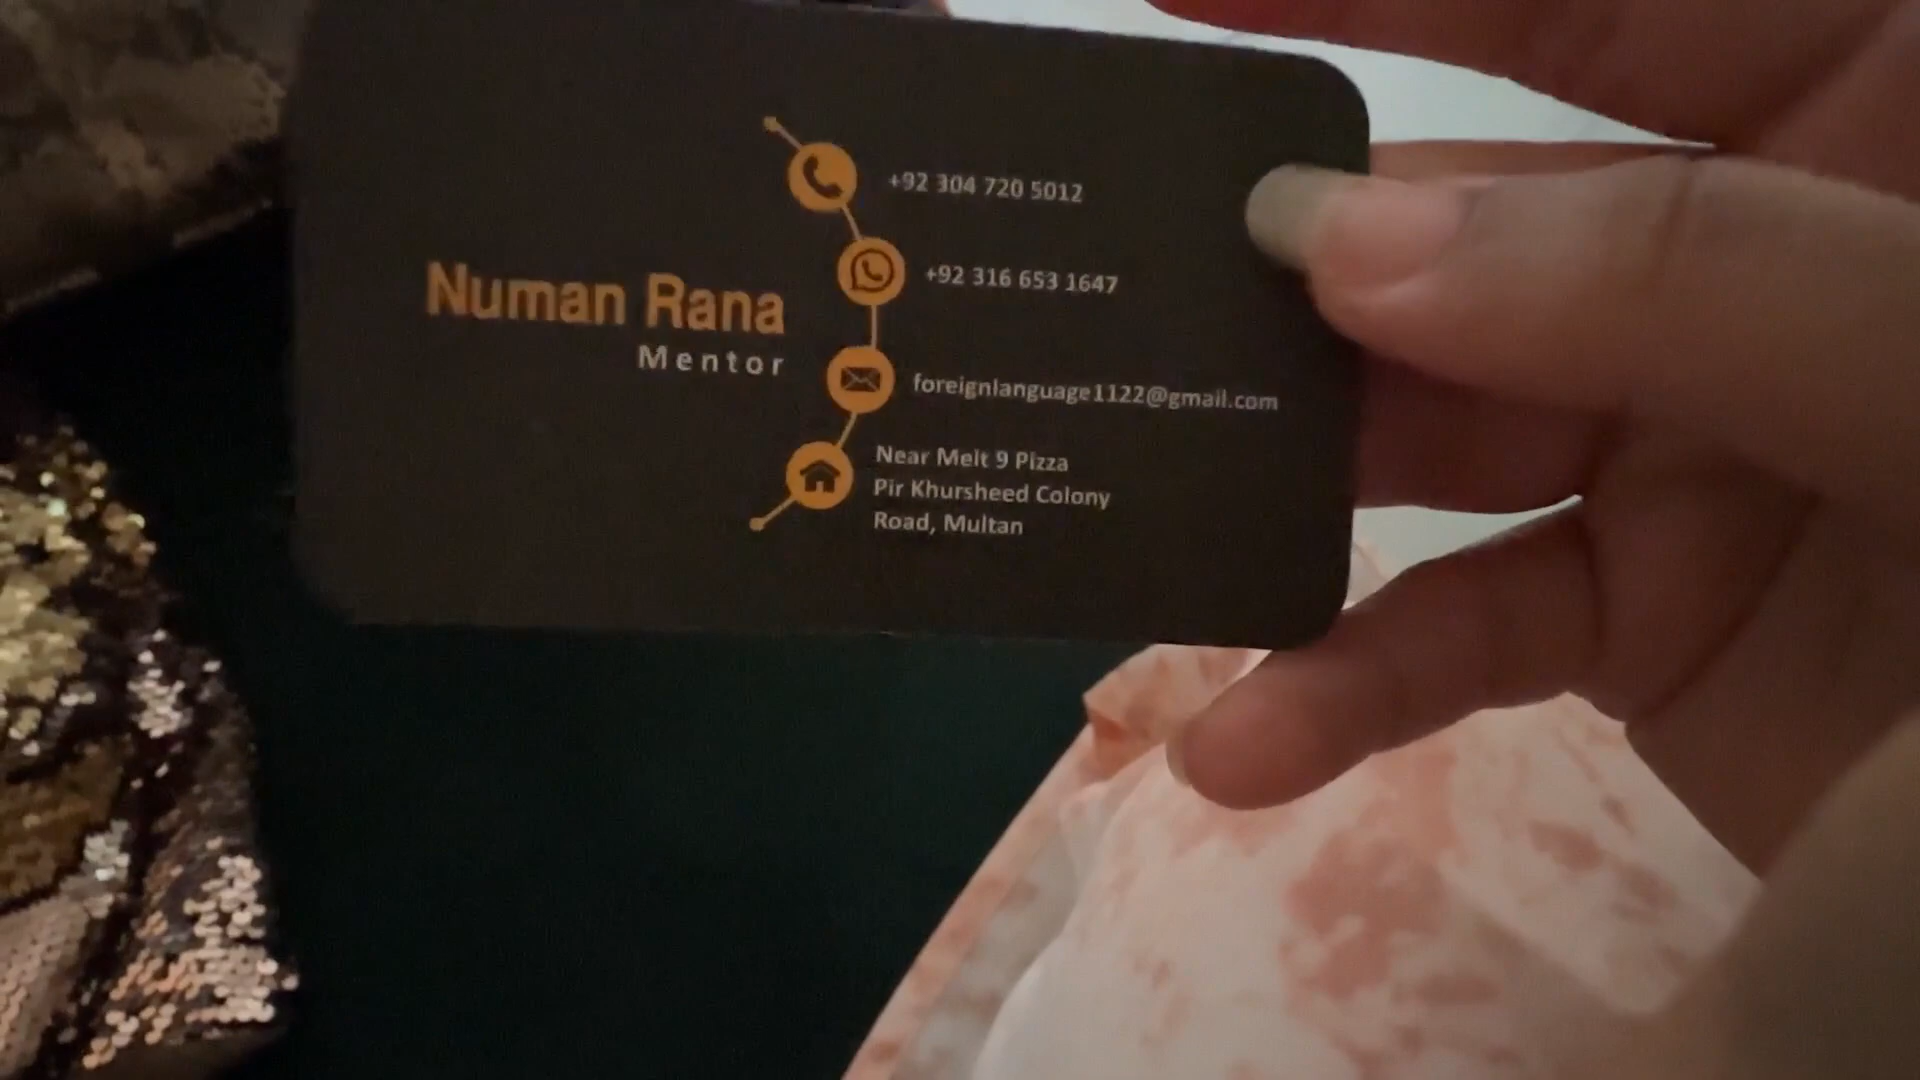 Numan Rana
Mentor
+92 304 720 5012
+92 316 653 1647
foreignlanguage1122@gmail.com
Near Melt 9 Pizza
Pir Khursheed Colony
Road, Multan